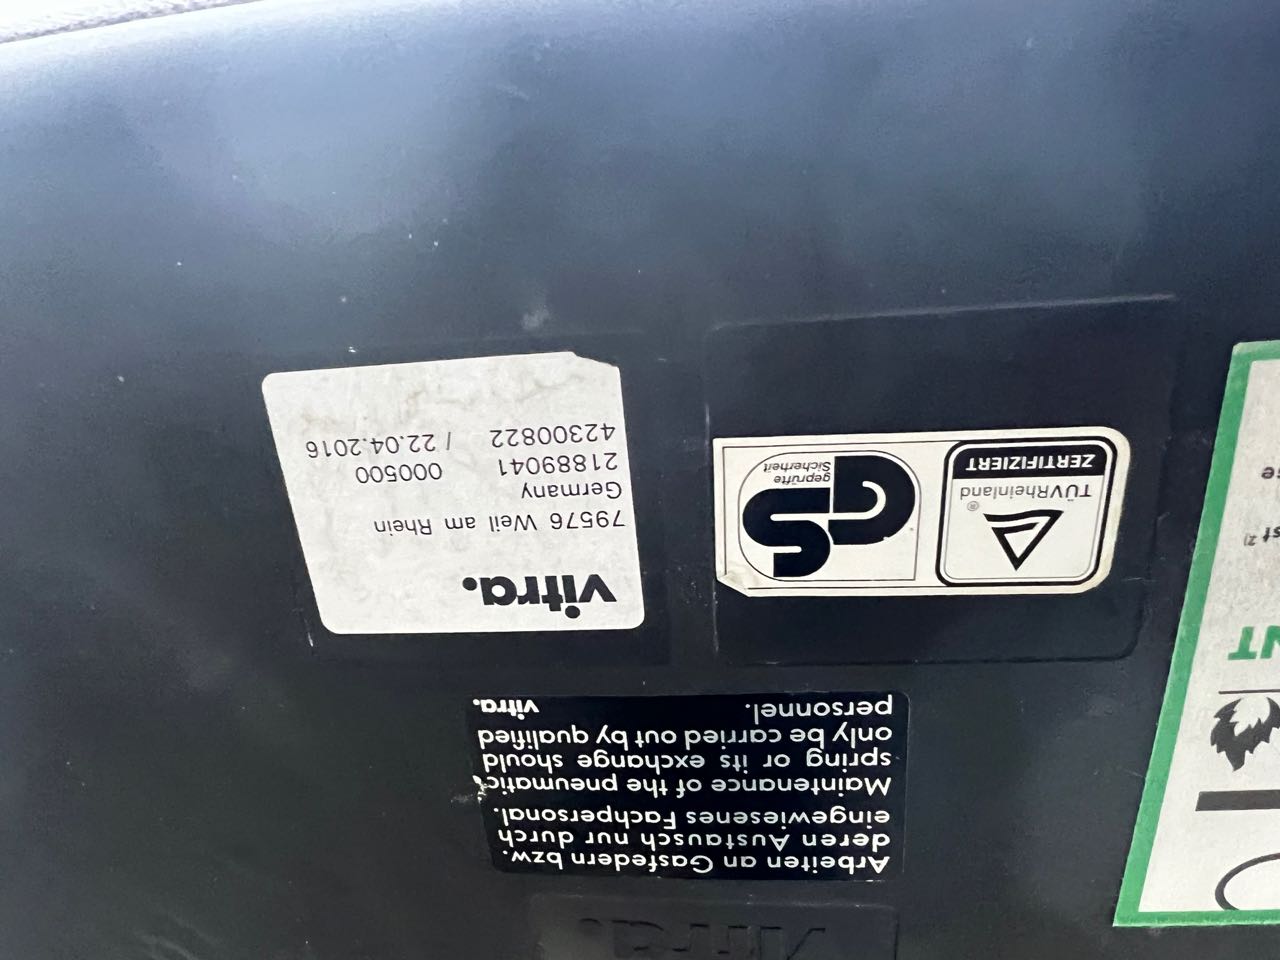 vitra.
79576 Weil am Rhein
Germany
21889041 000500
42300822 / 22.04.2016
TÜVRheinland®
ZERTIFIZIERT
GS
geprüfte
Sicherheit
Arbeiten an Gasfedern bzw.
deren Austausch nur durch
eingewiesenes Fachpersonal.
Maintenance of the pneumatic
spring or its exchange should
only be carried out by qualified
personnel. vitra.
vitra.